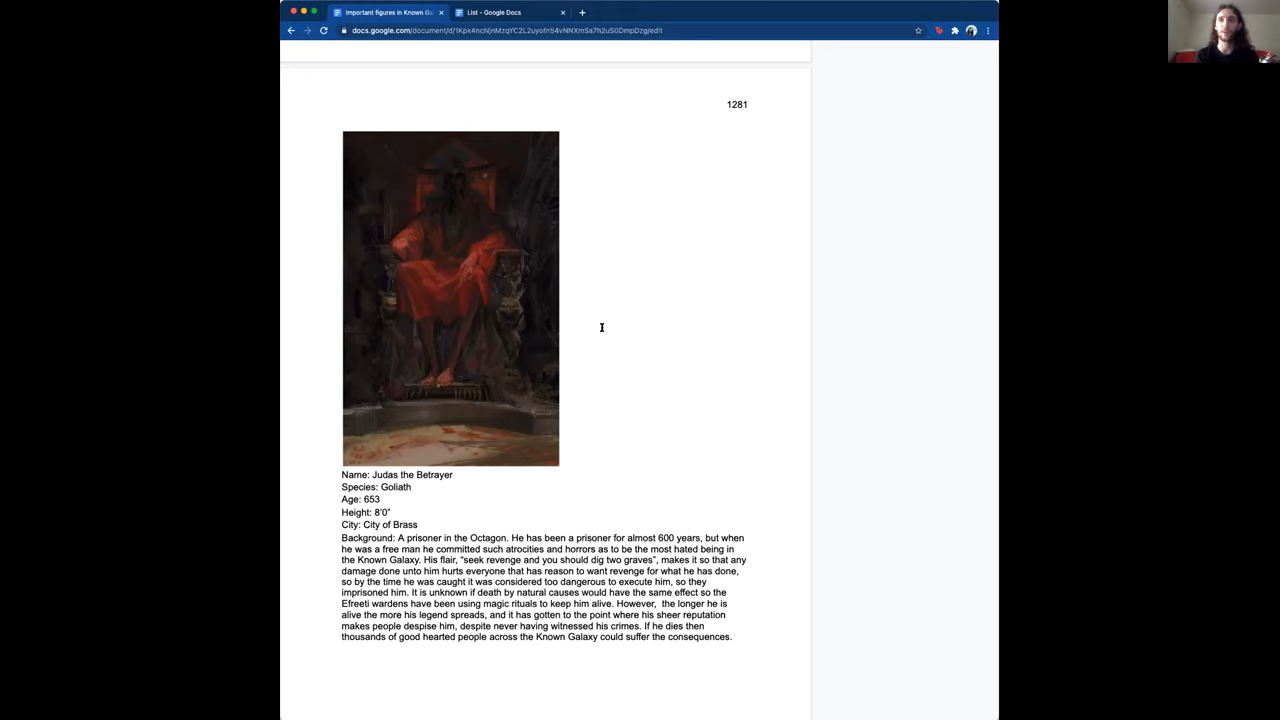 Important figures in Known Ga
List - Google Docs
docs.google.com/document/d/1Kpk4ncNjnMzqYC2L2uyofn54vNNXmSa7h2uS0DmpDzg/edit
1281
Name: Judas the Betrayer
Species: Goliath
Age: 653
Height: 8’0”
City: City of Brass
Background: A prisoner in the Octagon. He has been a prisoner for almost 600 years, but when
he was a free man he committed such atrocities and horrors as to be the most hated being in
the Known Galaxy. His flair, “seek revenge and you should dig two graves”, makes it so that any
damage done unto him hurts everyone that has reason to want revenge for what he has done,
so by the time he was caught it was considered too dangerous to execute him, so they
imprisoned him. It is unknown if death by natural causes would have the same effect so the
Efreeti wardens have been using magic rituals to keep him alive. However,  the longer he is
alive the more his legend spreads, and it has gotten to the point where his sheer reputation
makes people despise him, despite never having witnessed his crimes. If he dies then
thousands of good hearted people across the Known Galaxy could suffer the consequences.